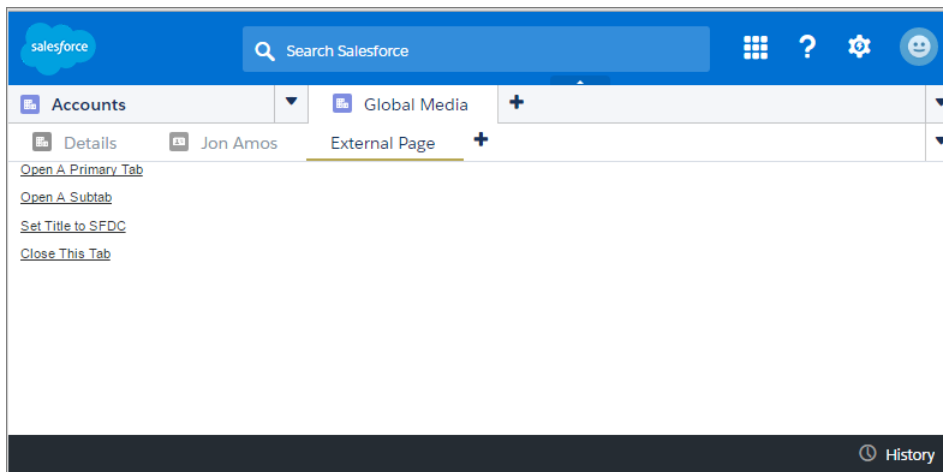 salesforce
Search Salesforce
?
Accounts
Global Media
+
Details
Jon Amos
External Page
+
Open A Primary Tab
Open A Subtab
Set Title to SFDC
Close This Tab
History